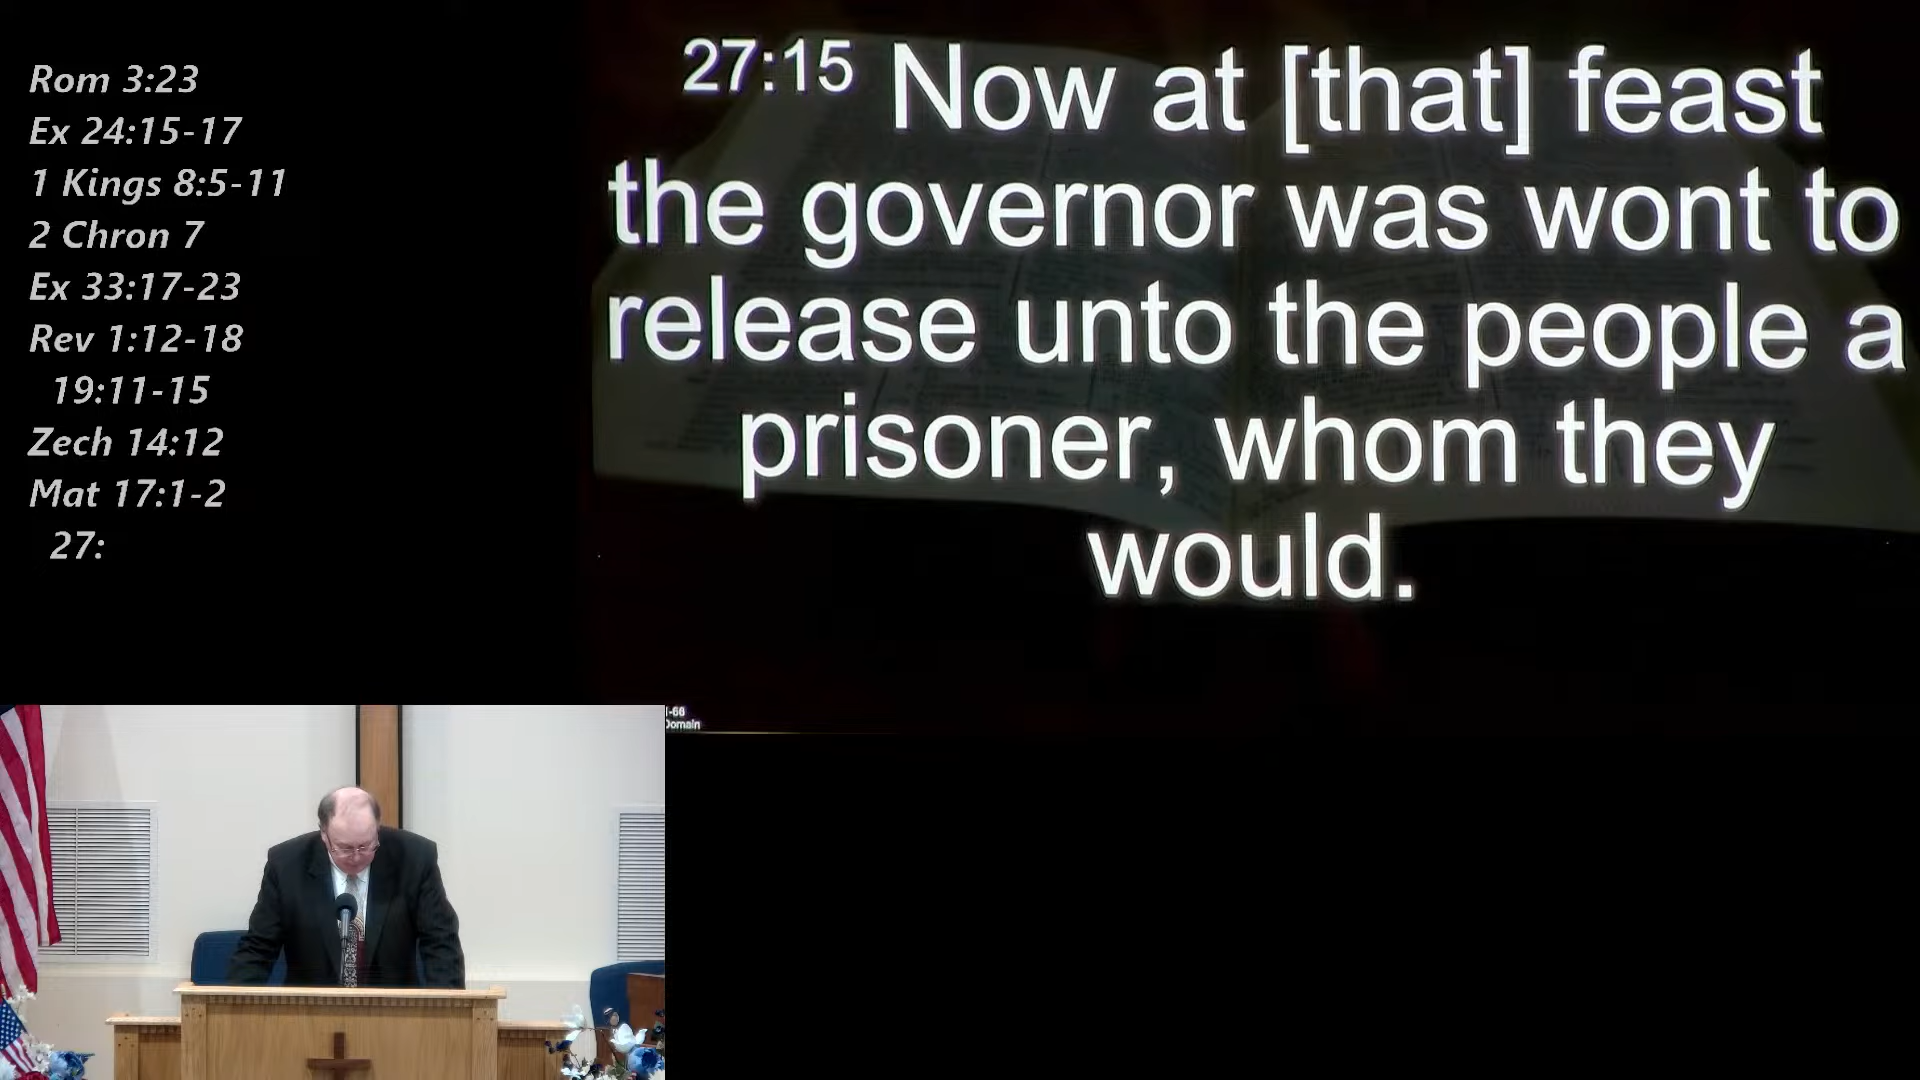 Rom 3:23
Ex 24:15-17
1 Kings 8:5-11
2 Chron 7
Ex 33:17-23
Rev 1:12-18
19:11-15
Zech 14:12
Mat 17:1-2
27:
27:15 Now at [that] feast
the governor was wont to
release unto the people a
prisoner, whom they
would.
-66
Domain